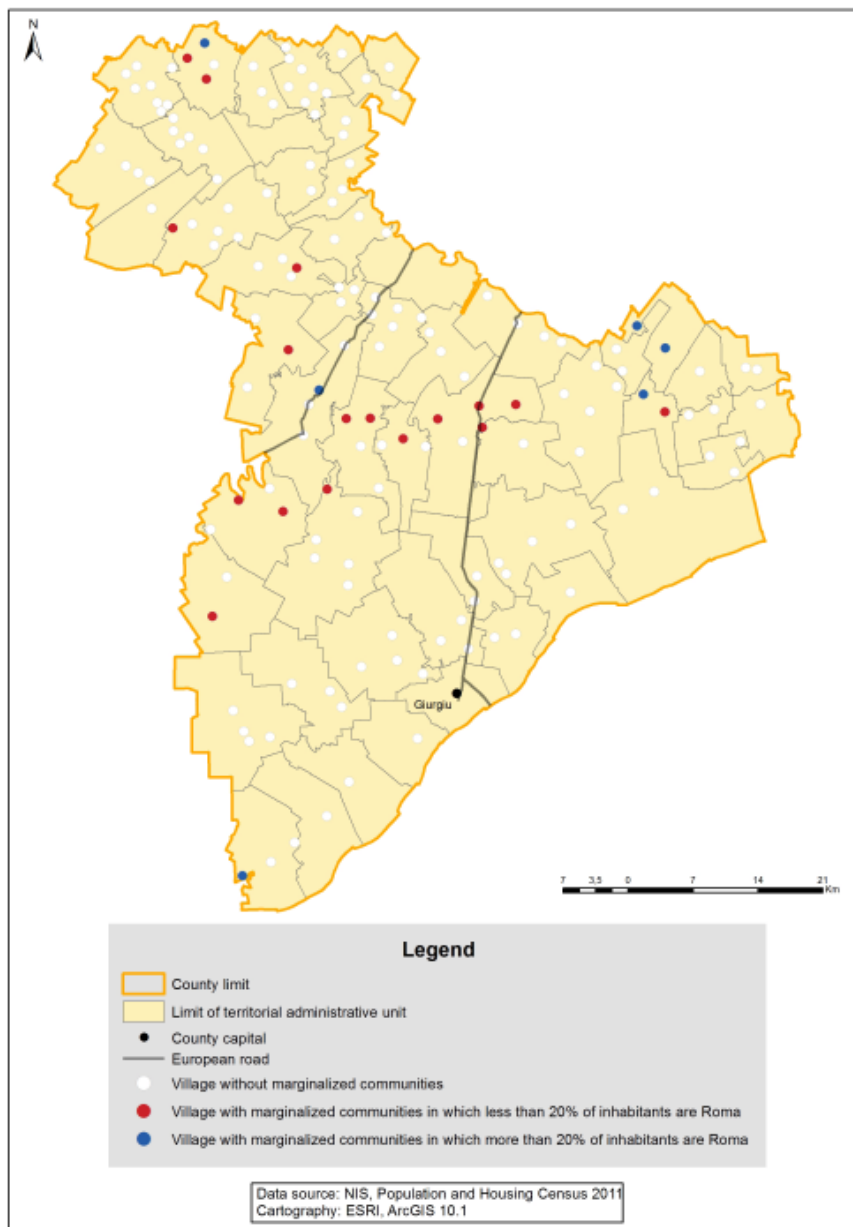 N
Giurgiu
7 3,5 0 7 14 21
Km
Legend
County limit
Limit of territorial administrative unit
County capital
European road
Village without marginalized communities
Village with marginalized communities in which less than 20% of inhabitants are Roma
Village with marginalized communities in which more than 20% of inhabitants are Roma
Data source: NIS, Population and Housing Census 2011
Cartography: ESRI, ArcGIS 10.1